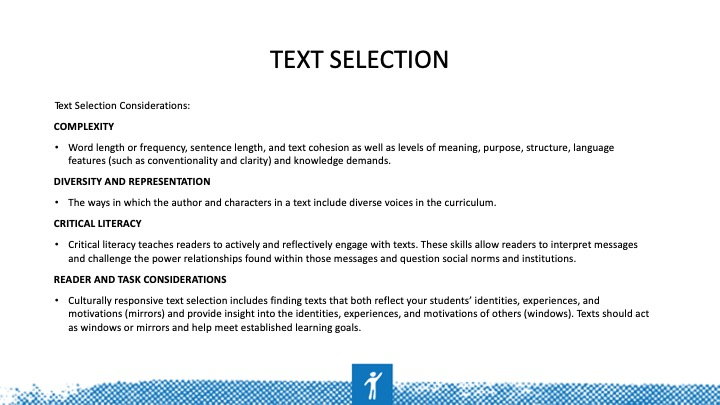 TEXT SELECTION
Text Selection Considerations:
COMPLEXITY
• Word length or frequency, sentence length, and text cohesion as well as levels of meaning, purpose, structure, language
features (such as conventionality and clarity) and knowledge demands.
DIVERSITY AND REPRESENTATION
• The ways in which the author and characters in a text include diverse voices in the curriculum.
CRITICAL LITERACY
• Critical literacy teaches readers to actively and reflectively engage with texts. These skills allow readers to interpret messages
and challenge the power relationships found within those messages and question social norms and institutions.
READER AND TASK CONSIDERATIONS
• Culturally responsive text selection includes finding texts that both reflect your students’ identities, experiences, and
motivations (mirrors) and provide insight into the identities, experiences, and motivations of others (windows). Texts should act
as windows or mirrors and help meet established learning goals.